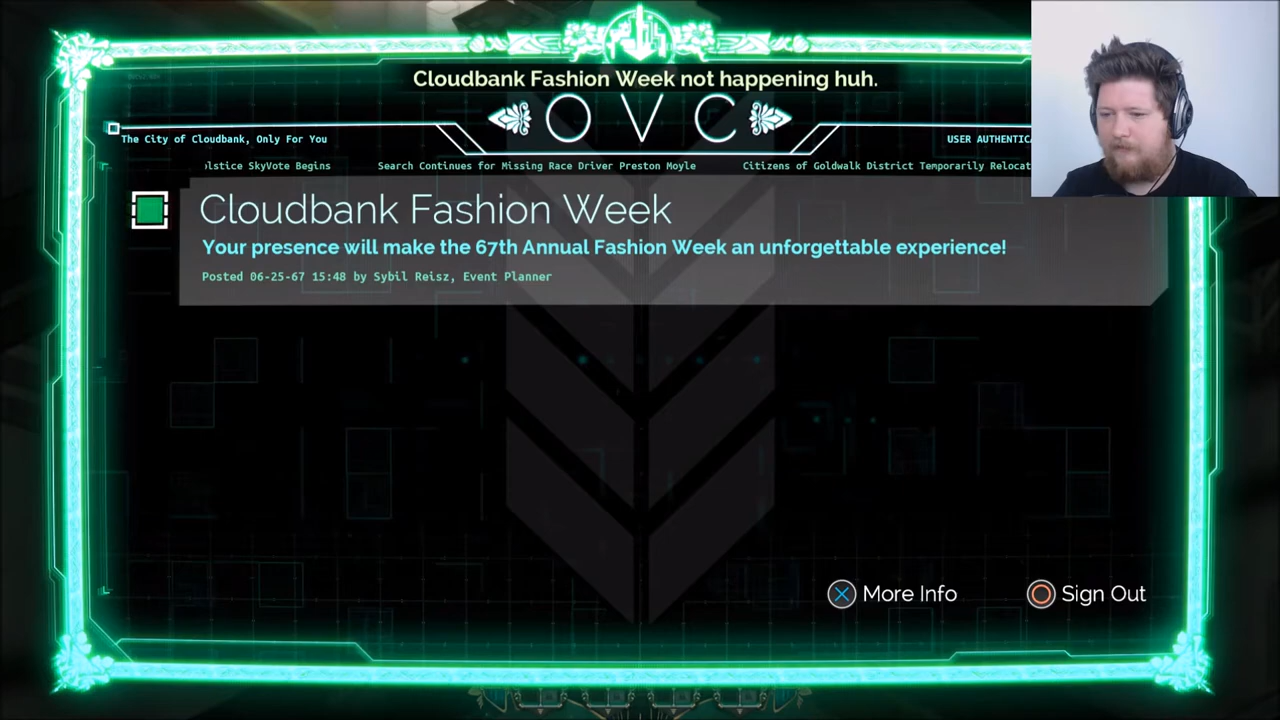 Cloudbank Fashion Week not happening huh.
OVC
The City of Cloudbank, Only For You
USER AUTHENTICA
olstice SkyVote Begins Search Continues for Missing Race Driver Preston Moyle Citizens of Goldwalk District Temporarily Relocat
Cloudbank Fashion Week
Your presence will make the 67th Annual Fashion Week an unforgettable experience!
Posted 06-25-67 15:48 by Sybil Reisz, Event Planner
More Info
Sign Out